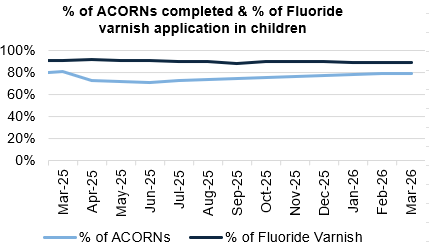 % of ACORNs completed & % of Fluoride
varnish application in children
100%
80%
60%
40%
20%
0%
Mar-25
Apr-25
May-25
Jun-25
Jul-25
Aug-25
Sep-25
Oct-25
Nov-25
Dec-25
Jan-26
Feb-26
Mar-26
% of ACORNs
% of Fluoride Varnish